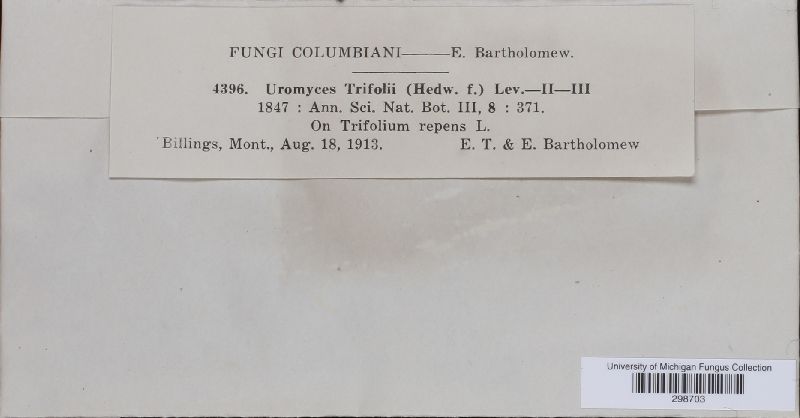 FUNGI COLUMBIANI——E. Bartholomew.
4396. Uromyces Trifolii (Hedw. f.) Lev.—II—III
1847 : Ann. Sci. Nat. Bot. III, 8 : 371.
On Trifolium repens L.
Billings, Mont., Aug. 18, 1913. E. T. & E. Bartholomew
University of Michigan Fungus Collection
298703